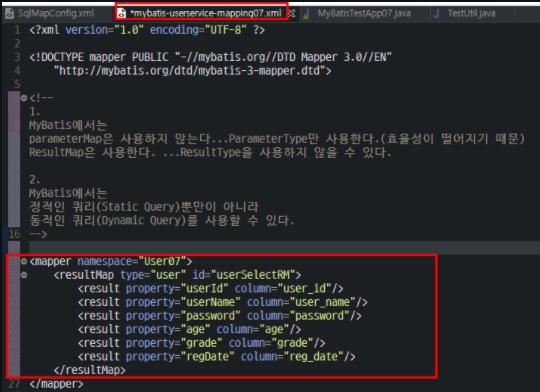 SqlMapConfig.xml *mybatis-userservice-mapping07.xml MyBatisTestApp07.java TestUtil.java
1 <?xml version="1.0" encoding="UTF-8" ?>
2
3 <!DOCTYPE mapper PUBLIC "-//mybatis.org//DTD Mapper 3.0//EN"
4 "http://mybatis.org/dtd/mybatis-3-mapper.dtd">
5
<!--
1.
MyBatis에서는
parameterMap은 사용하지 않는다...ParameterType만 사용한다.(효율성이 떨어지기 때문)
ResultMap은 사용한다. ...ResultType을 사용하지 않을 수 있다.
2.
MyBatis에서는
정적인 쿼리(Static Query)뿐만이 아니라
동적인 쿼리(Dynamic Query)를 사용할 수 있다.
16 -->
<mapper namespace="User07">
<resultMap type="user" id="userSelectRM">
<result property="userId" column="user_id"/>
<result property="userName" column="user_name"/>
<result property="password" column="password"/>
<result property="age" column="age"/>
<result property="grade" column="grade"/>
<result property="regDate" column="reg_date"/>
</resultMap>
27 </mapper>